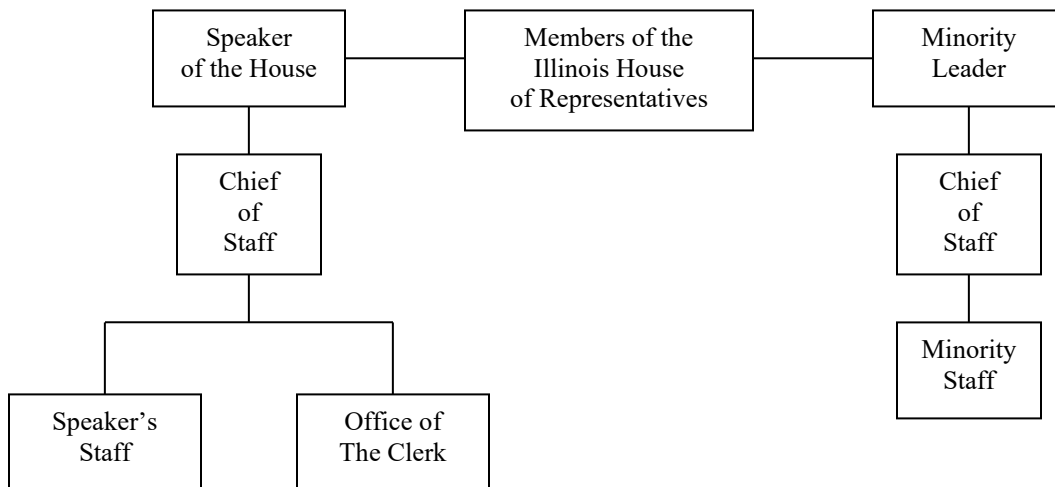 Speaker
of the House
Members of the
Illinois House
of Representatives
Minority
Leader
Chief
of
Staff
Chief
of
Staff
Speaker’s
Staff
Office of
The Clerk
Minority
Staff